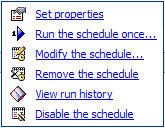 Set properties
Run the schedule once...
Modify the schedule...
Remove the schedule
View run history
Disable the schedule